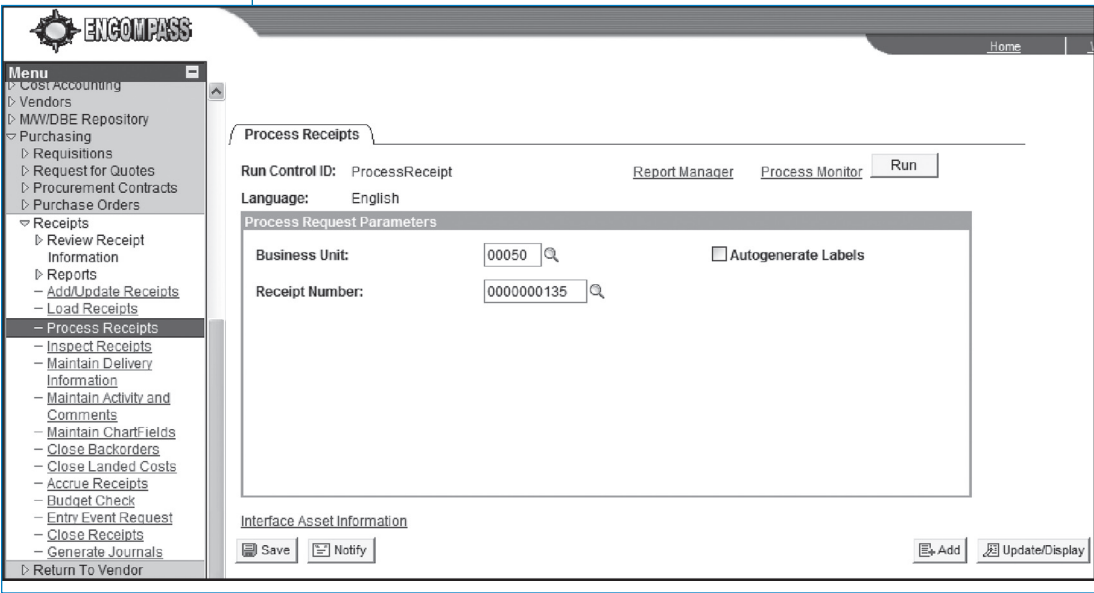 ENCOMPASS
Home
Menu
Cost Accounting
Vendors
M/W/DBE Repository
Purchasing
Requisitions
Request for Quotes
Procurement Contracts
Purchase Orders
Receipts
Review Receipt
Information
Reports
– Add/Update Receipts
– Load Receipts
– Process Receipts
– Inspect Receipts
– Maintain Delivery
Information
– Maintain Activity and
Comments
– Maintain ChartFields
– Close Backorders
– Close Landed Costs
– Accrue Receipts
– Budget Check
– Entry Event Request
– Close Receipts
– Generate Journals
Return To Vendor
Process Receipts
Run Control ID: ProcessReceipt Report Manager Process Monitor Run
Language: English
Process Request Parameters
Business Unit: 00050 Autogenerate Labels
Receipt Number: 0000000135
Interface Asset Information
Save Notify Add Update/Display